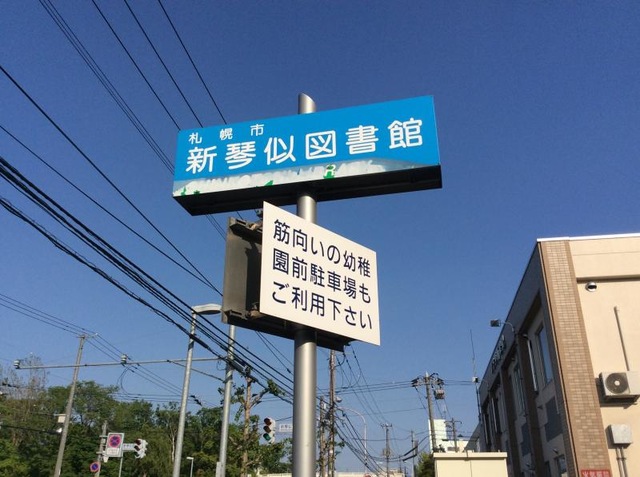 札幌市
新琴似図書館
筋向いの幼稚
園前駐車場も
ご利用下さい